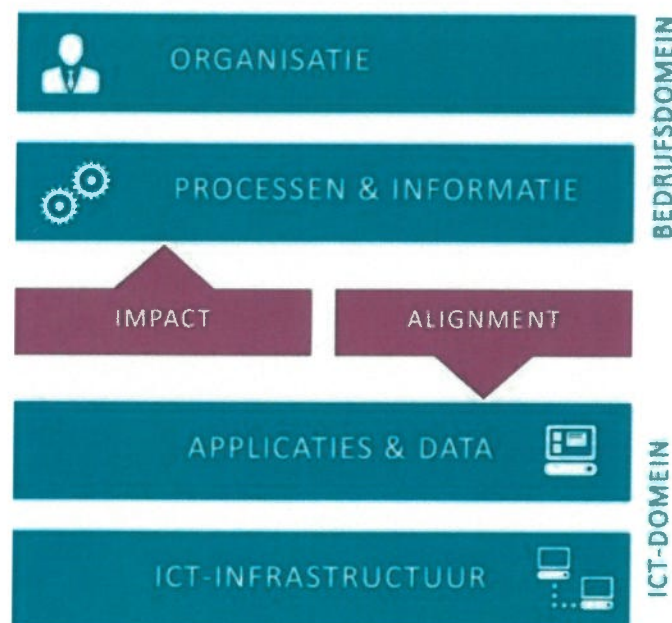 ORGANISATIE
PROCESSEN & INFORMATIE
BEDRIJFSDOMEIN
IMPACT
ALIGNMENT
APPLICATIES & DATA
ICT-INFRASTRUCTUUR
ICT-DOMEIN